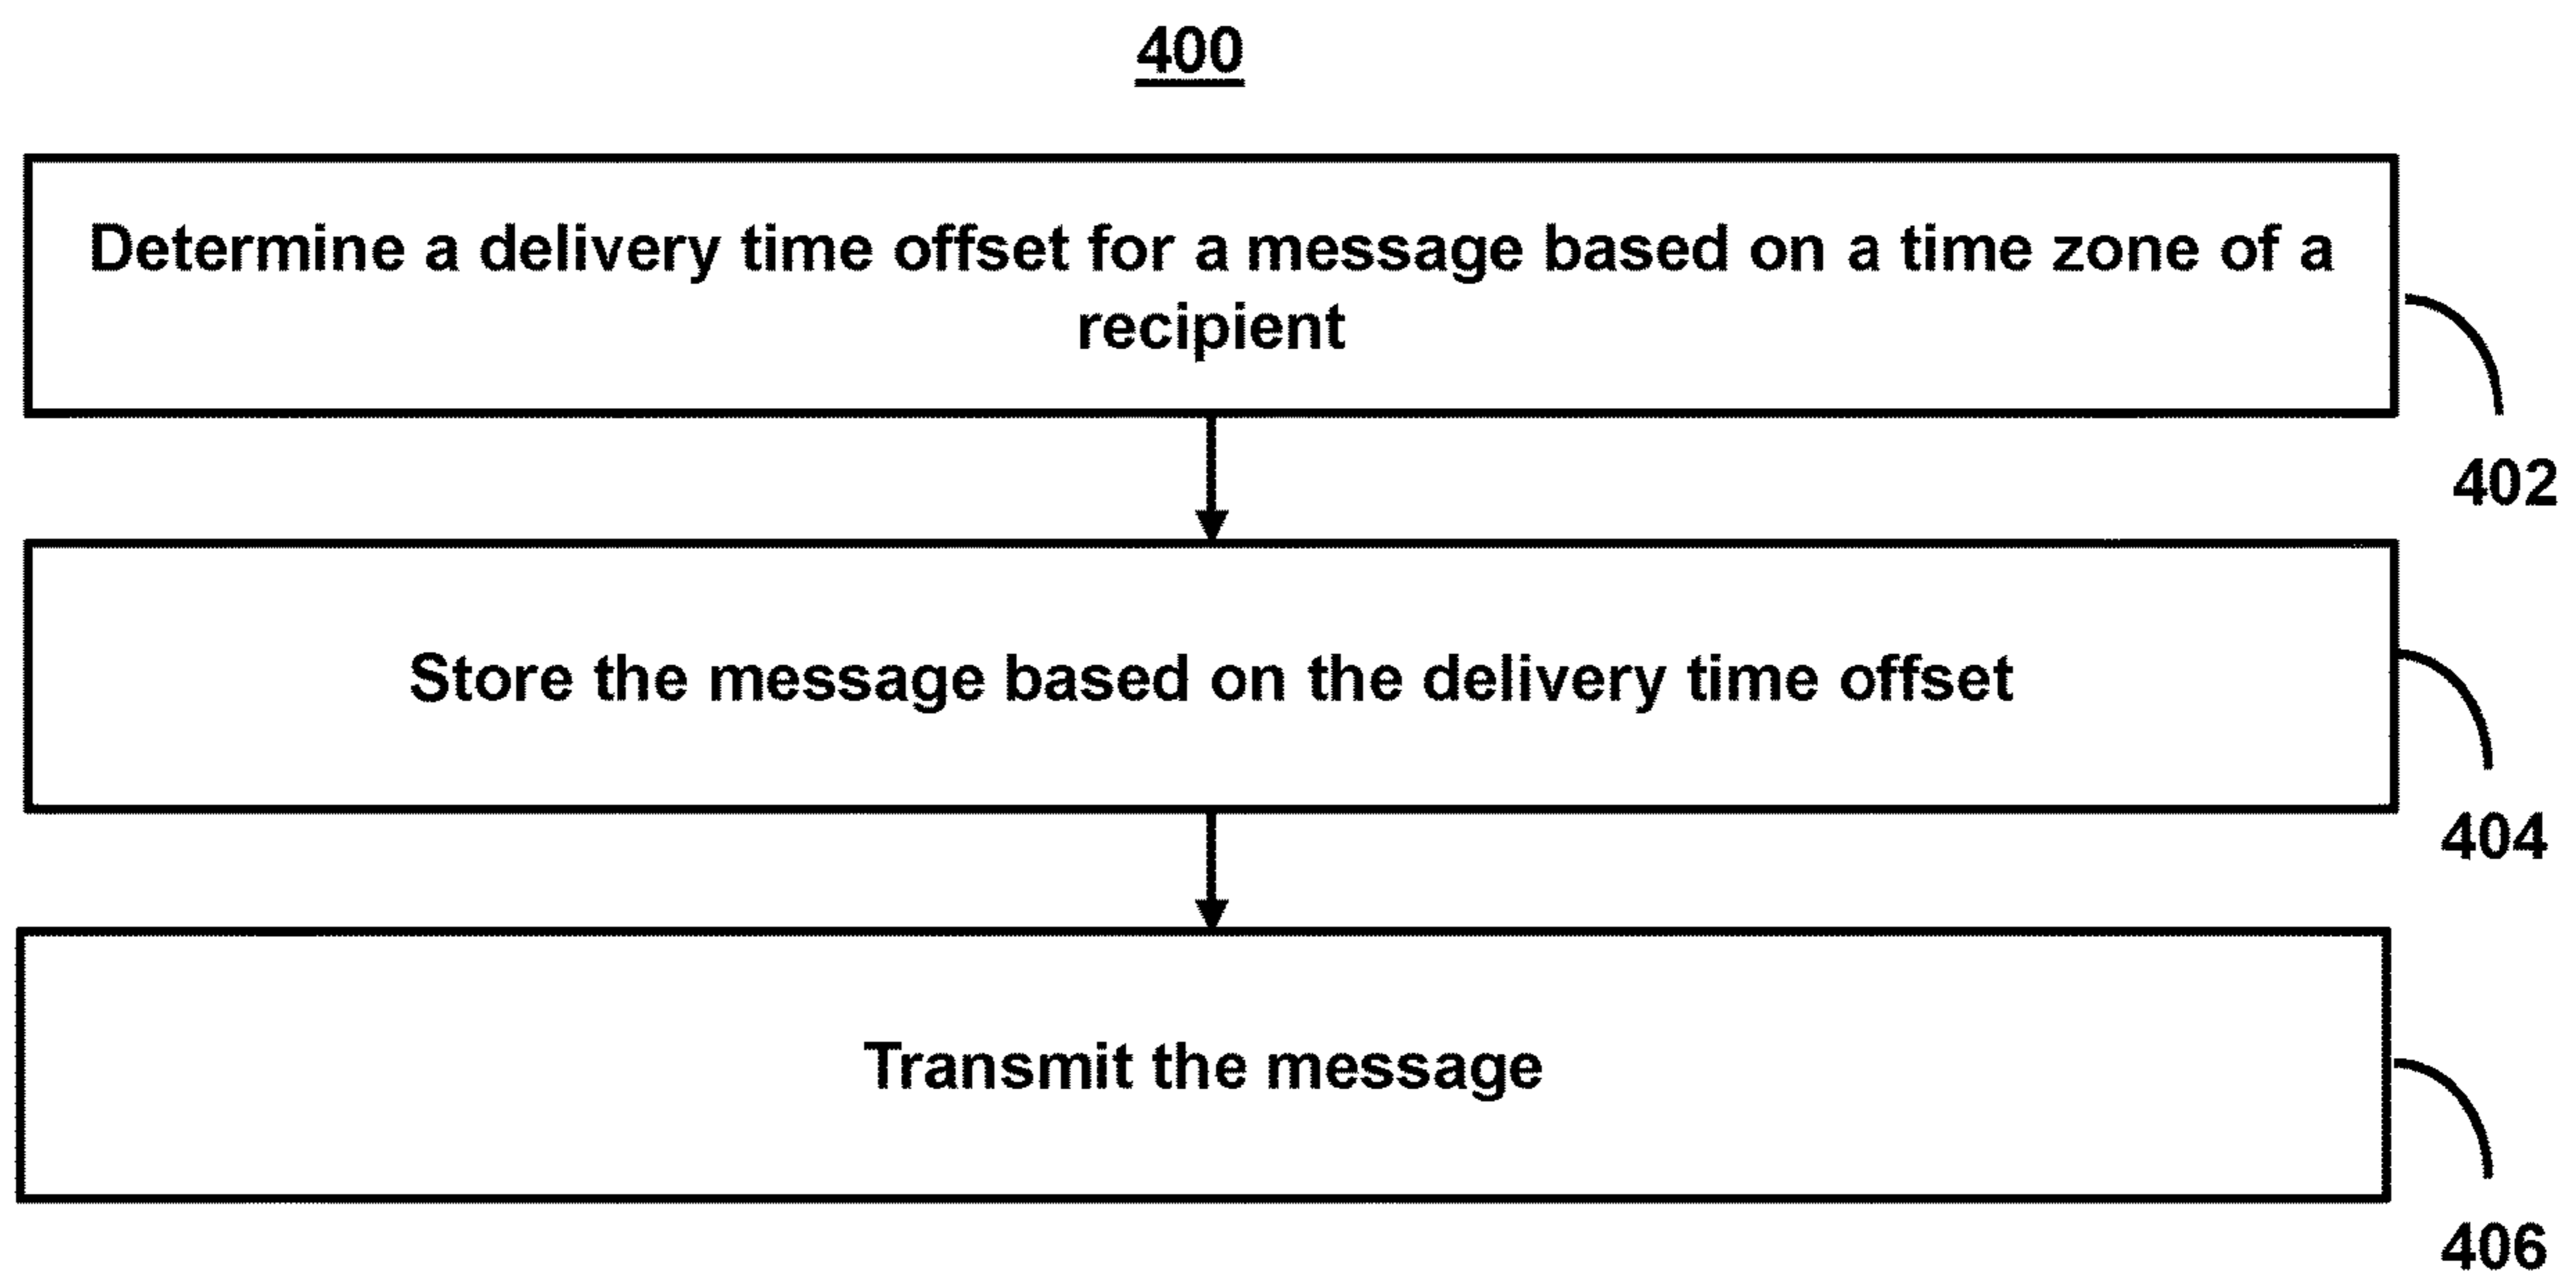 400
Determine a delivery time offset for a message based on a time zone of a
recipient
402
Store the message based on the delivery time offset
404
Transmit the message
406